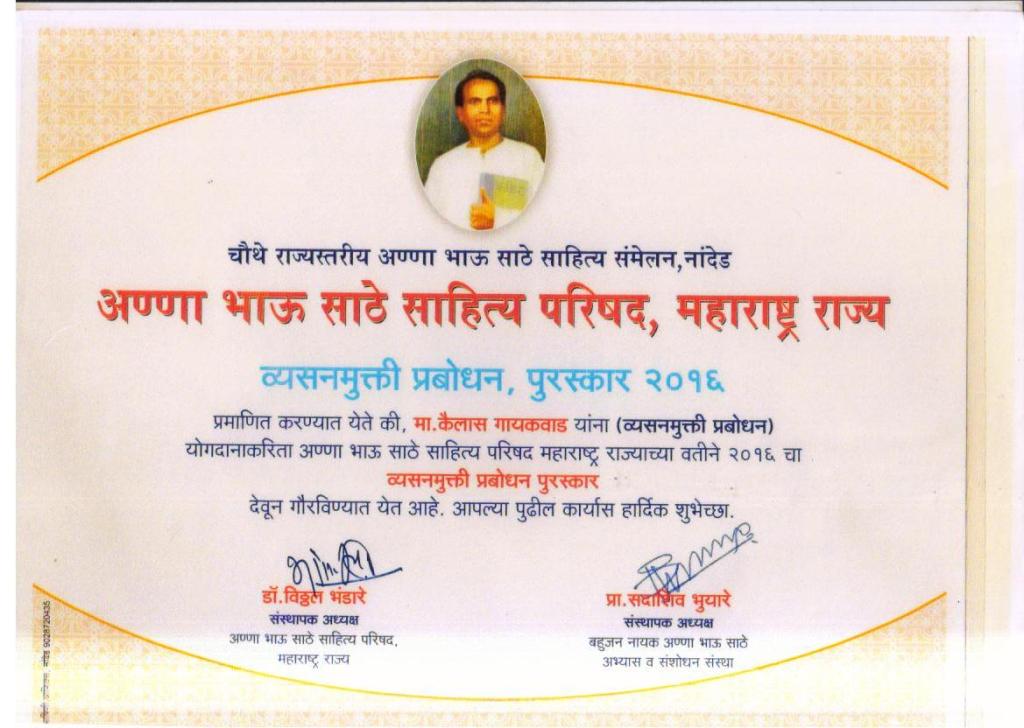 चौथे राज्यस्तरीय अण्णा भाऊ साठे साहित्य संमेलन,नांदेड
अण्णा भाऊ साठे साहित्य परिषद, महाराष्ट्र राज्य
व्यसनमुक्ती प्रबोधन, पुरस्कार २०१६
प्रमाणित करण्यात येते की, मा.कैलास गायकवाड यांना (व्यसनमुक्ती प्रबोधन)
योगदानाकरिता अण्णा भाऊ साठे साहित्य परिषद महाराष्ट्र राज्याच्या वतीने २०१६ चा
व्यसनमुक्ती प्रबोधन पुरस्कार
देवून गौरविण्यात येत आहे. आपल्या पुढील कार्यास हार्दिक शुभेच्छा.
डॉ.विठ्ठल भंडारे
संस्थापक अध्यक्ष
अण्णा भाऊ साठे साहित्य परिषद,
महाराष्ट्र राज्य
प्रा.सदाशिव भुयारे
संस्थापक अध्यक्ष
बहुजन नायक अण्णा भाऊ साठे
अभ्यास व संशोधन संस्था
नांदेड 9028720435